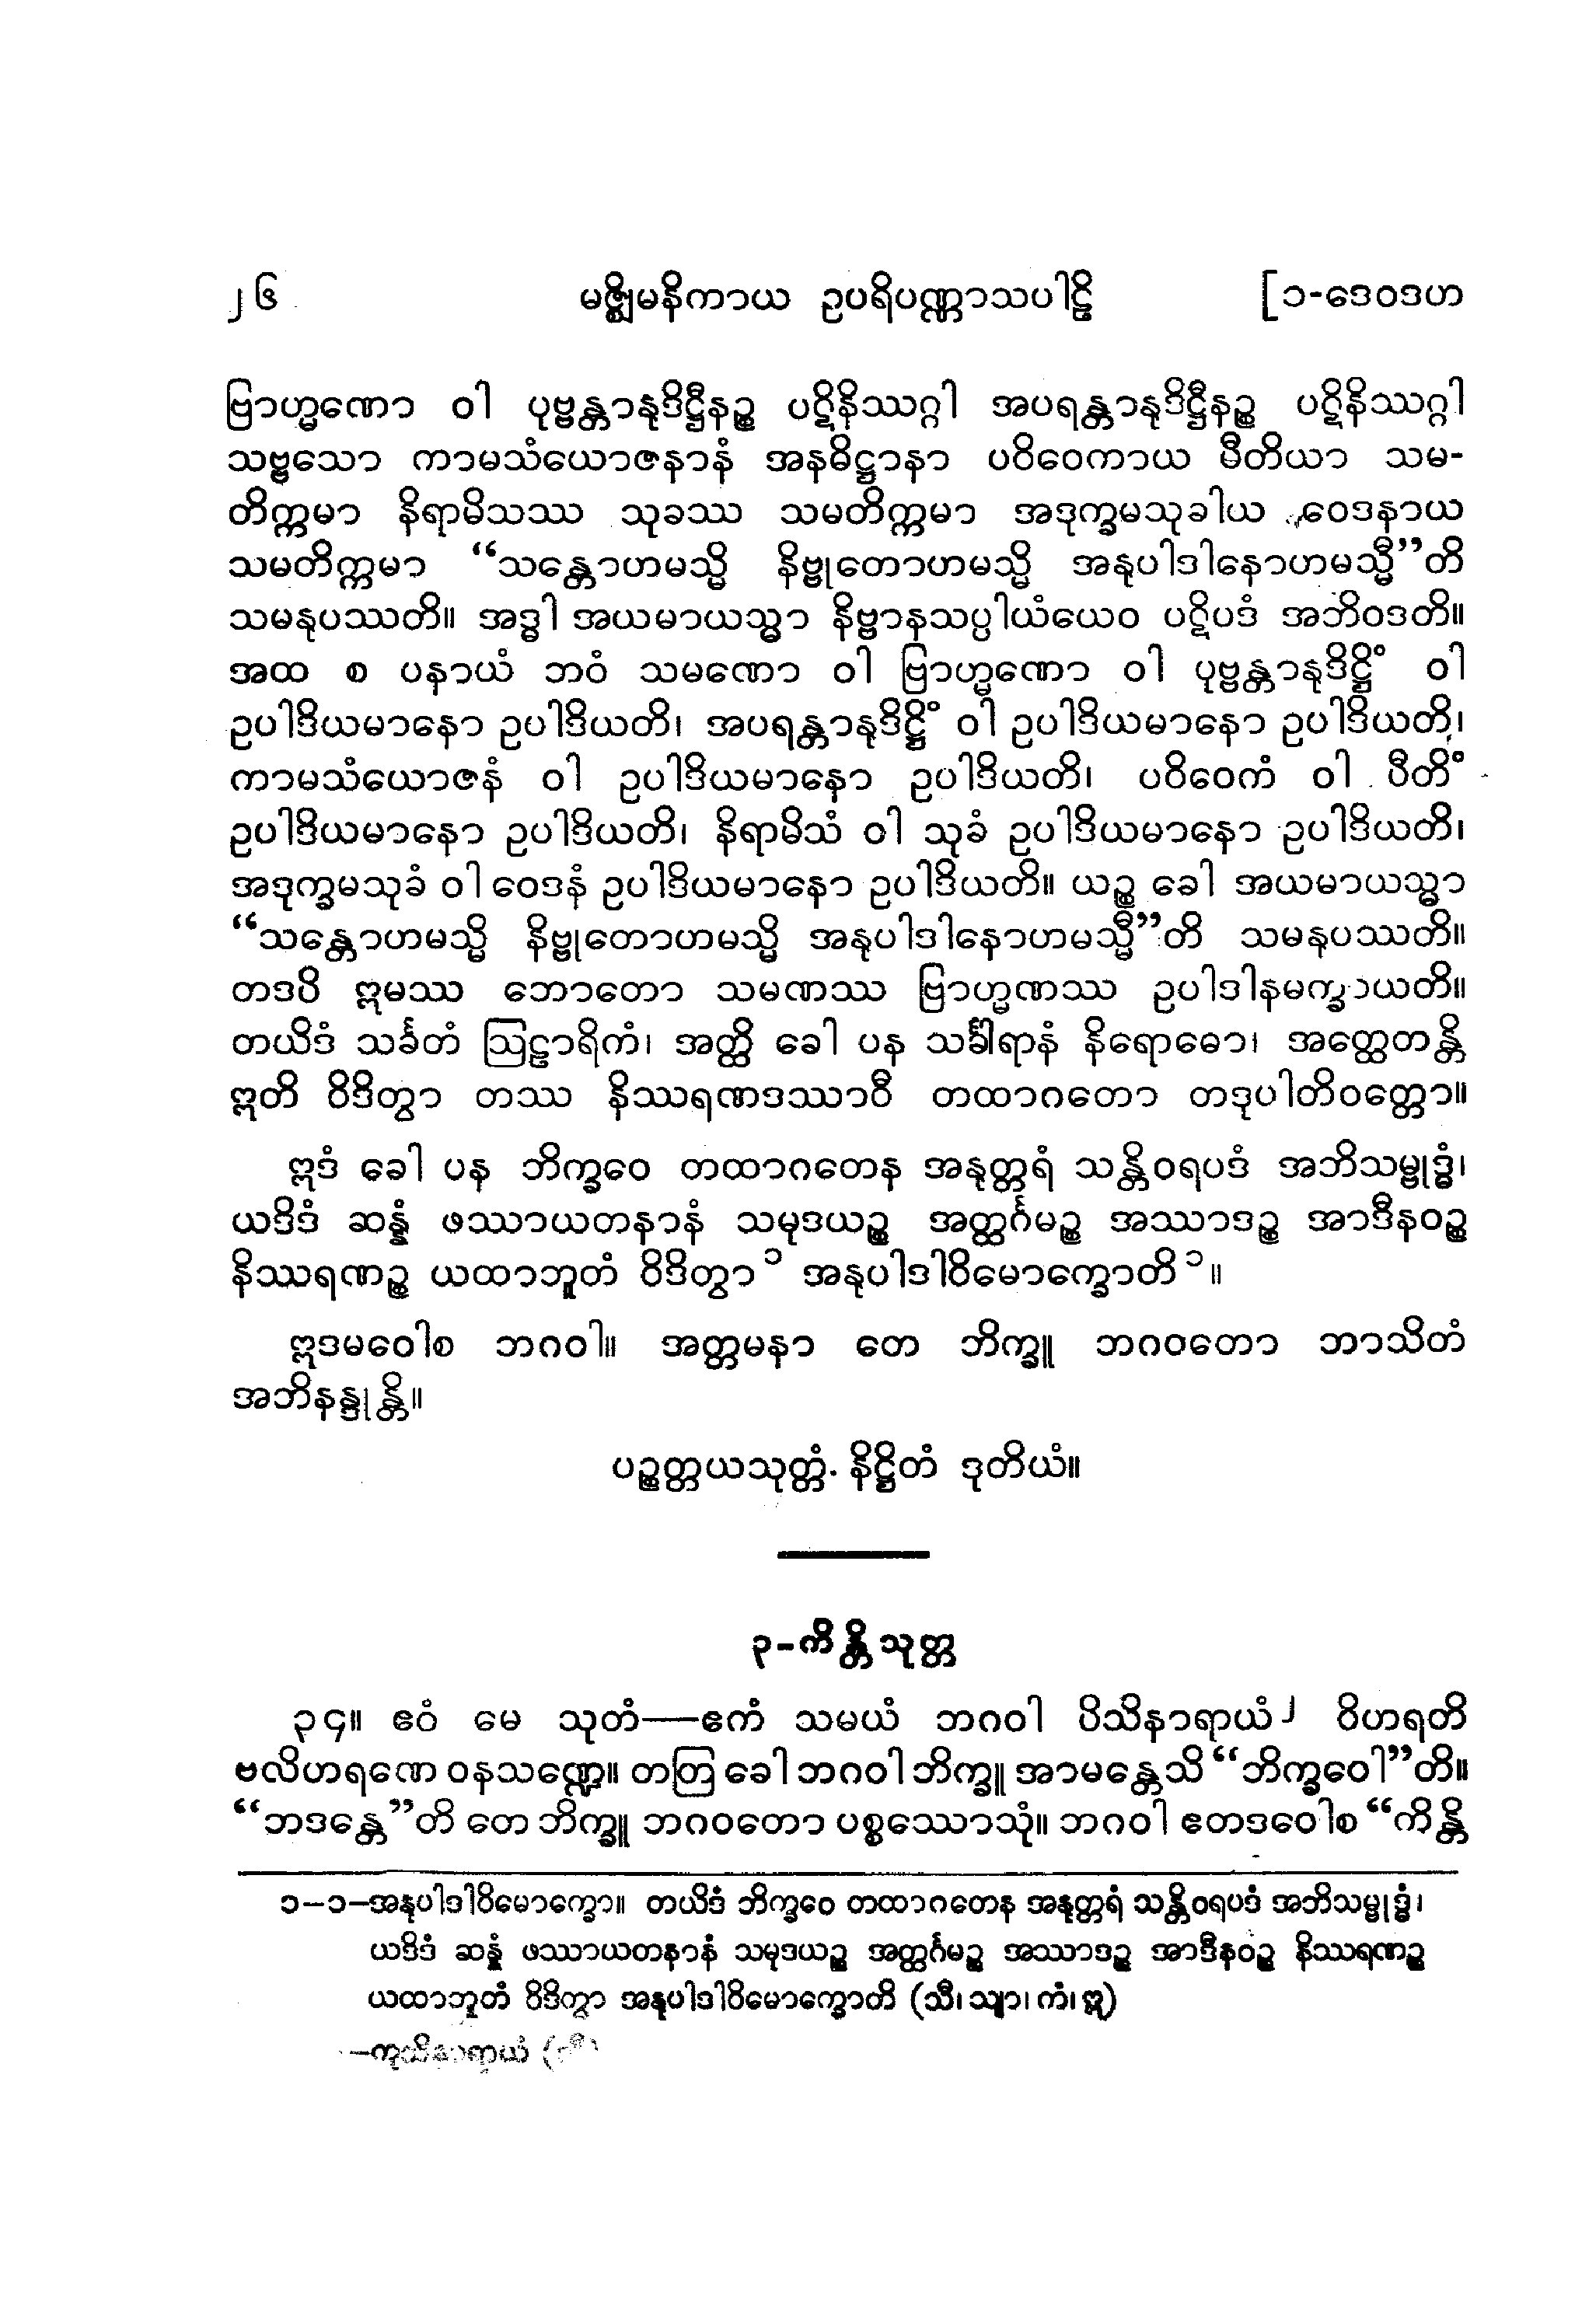 ၂၆ မဇ္ဈိမနိကာယ ဥပရိပဏ္ဏာသပါဠိ [၁-ဒေဝဒဟ
ဗြာဟ္မဏော ဝါ ပုဗ္ဗန္တာနုဒိဋ္ဌီနဉ္စ ပဋိနိဿဂ္ဂါ အပရန္တာနုဒိဋ္ဌီနဉ္စ ပဋိနိဿဂ္ဂါ
သဗ္ဗသော ကာမသံယောဇနာနံ အနဓိဋ္ဌာနာ ပဝိဝေကာယ ပီတိယာ သမ-
တိက္ကမာ နိရာမိသဿ သုခဿ သမတိက္ကမာ အဒုက္ခမသုခါယ ဝေဒနာယ
သမတိက္ကမာ “သန္တောဟမသ္မိ နိဗ္ဗုတောဟမသ္မိ အနုပါဒါနောဟမသ္မီ”တိ
သမနုပဿတိ။ အဒ္ဓါ အယမာယသ္မာ နိဗ္ဗာနသပ္ပါယံယေဝ ပဋိပဒံ အဘိဝဒတိ။
အထ စ ပနာယံ ဘဝံ သမဏော ဝါ ဗြာဟ္မဏော ဝါ ပုဗ္ဗန္တာနုဒိဋ္ဌိံ ဝါ
ဥပါဒိယမာနော ဥပါဒိယတိ၊ အပရန္တာနုဒိဋ္ဌိံ ဝါ ဥပါဒိယမာနော ဥပါဒိယတိ၊
ကာမသံယောဇနံ ဝါ ဥပါဒိယမာနော ဥပါဒိယတိ၊ ပဝိဝေကံ ဝါ ပီတိံ
ဥပါဒိယမာနော ဥပါဒိယတိ၊ နိရာမိသံ ဝါ သုခံ ဥပါဒိယမာနော ဥပါဒိယတိ၊
အဒုက္ခမသုခံ ဝါ ဝေဒနံ ဥပါဒိယမာနော ဥပါဒိယတိ။ ယဉ္စ ခေါ အယမာယသ္မာ
“သန္တောဟမသ္မိ နိဗ္ဗုတောဟမသ္မိ အနုပါဒါနောဟမသ္မီ”တိ သမနုပဿတိ။
တဒပိ ဣမဿ ဘောတော သမဏဿ ဗြာဟ္မဏဿ ဥပါဒါနမက္ခာယတိ။
တယိဒံ သင်္ခတံ ဩဠာရိကံ၊ အတ္ထိ ခေါ ပန သင်္ခါရာနံ နိရောဓော၊ အတ္ထေတန္တိ
ဣတိ ဝိဒိတွာ တဿ နိဿရဏဒဿာဝီ တထာဂတော တဒုပါတိဝတ္တော။
ဣဒံ ခေါ ပန ဘိက္ခဝေ တထာဂတေန အနုတ္တရံ သန္တိဝရပဒံ အဘိသမ္ဗုဒ္ဓံ၊
ယဒိဒံ ဆန္နံ ဖဿာယတနာနံ သမုဒယဉ္စ အတ္ထင်္ဂမဉ္စ အဿာဒဉ္စ အာဒီနဝဉ္စ
နိဿရဏဉ္စ ယထာဘူတံ ဝိဒိတွာ ၁ အနုပါဒါဝိမောက္ခောတိ ၁ ။
ဣဒမဝေါစ ဘဂဝါ။ အတ္တမနာ တေ ဘိက္ခူ ဘဂဝတော ဘာသိတံ
အဘိနန္ဒုန္တိ။
ပဉ္စတ္တယသုတ္တံ နိဋ္ဌိတံ ဒုတိယံ။
၃-ကိန္တိသုတ္တ
၃၄။ ဧဝံ မေ သုတံ—ဧကံ သမယံ ဘဂဝါ ပိသိနာရာယံ ၂ ဝိဟရတိ
ဗလိဟရဏေ ဝနသဏ္ဍေ။ တတြ ခေါ ဘဂဝါ ဘိက္ခူ အာမန္တေသိ “ဘိက္ခဝေါ”တိ။
“ဘဒန္တေ”တိ တေ ဘိက္ခူ ဘဂဝတော ပစ္စဿောသုံ။ ဘဂဝါ ဧတဒဝေါစ “ကိန္တိ
၁-၁-အနုပါဒါဝိမောက္ခော။ တယိဒံ ဘိက္ခဝေ တထာဂတေန အနုတ္တရံ သန္တိဝရပဒံ အဘိသမ္ဗုဒ္ဓံ၊
ယဒိဒံ ဆန္နံ ဖဿာယတနာနံ သမုဒယဉ္စ အတ္ထင်္ဂမဉ္စ အဿာဒဉ္စ အာဒီနဝဉ္စ နိဿရဏဉ္စ
ယထာဘူတံ ဝိဒိတွာ အနုပါဒါဝိမောက္ခောတိ (သီ၊ သျာ၊ ကံ၊ ဣ)
-ကုသိနာရာယံ